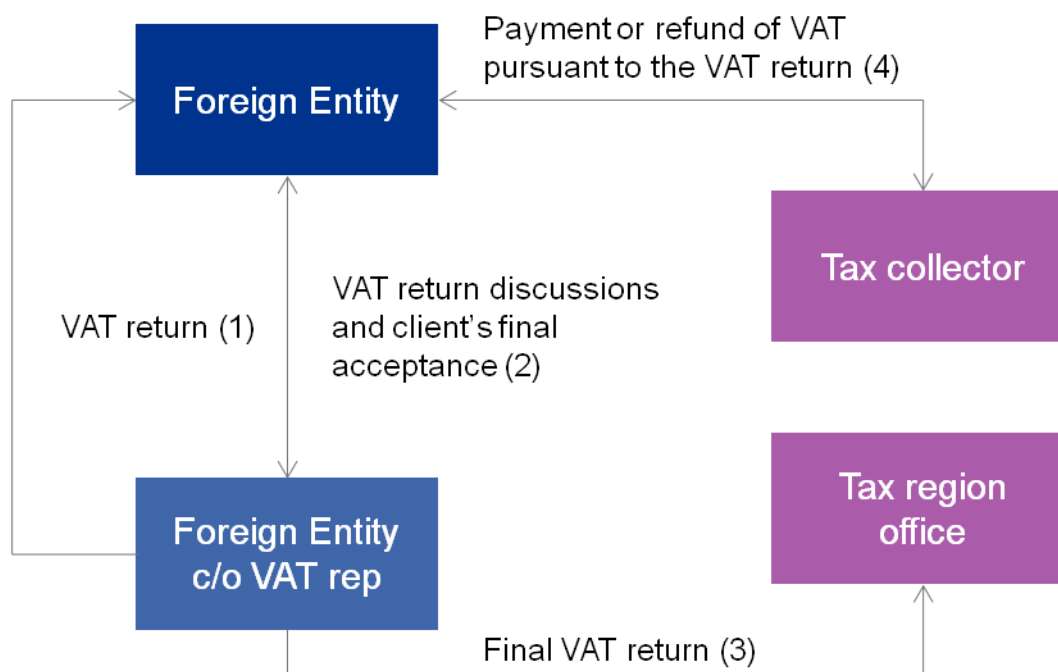 Payment or refund of VAT
pursuant to the VAT return (4)
Foreign Entity
Tax collector
VAT return (1)
VAT return discussions
and client’s final
acceptance (2)
Tax region
office
Foreign Entity
c/o VAT rep
Final VAT return (3)